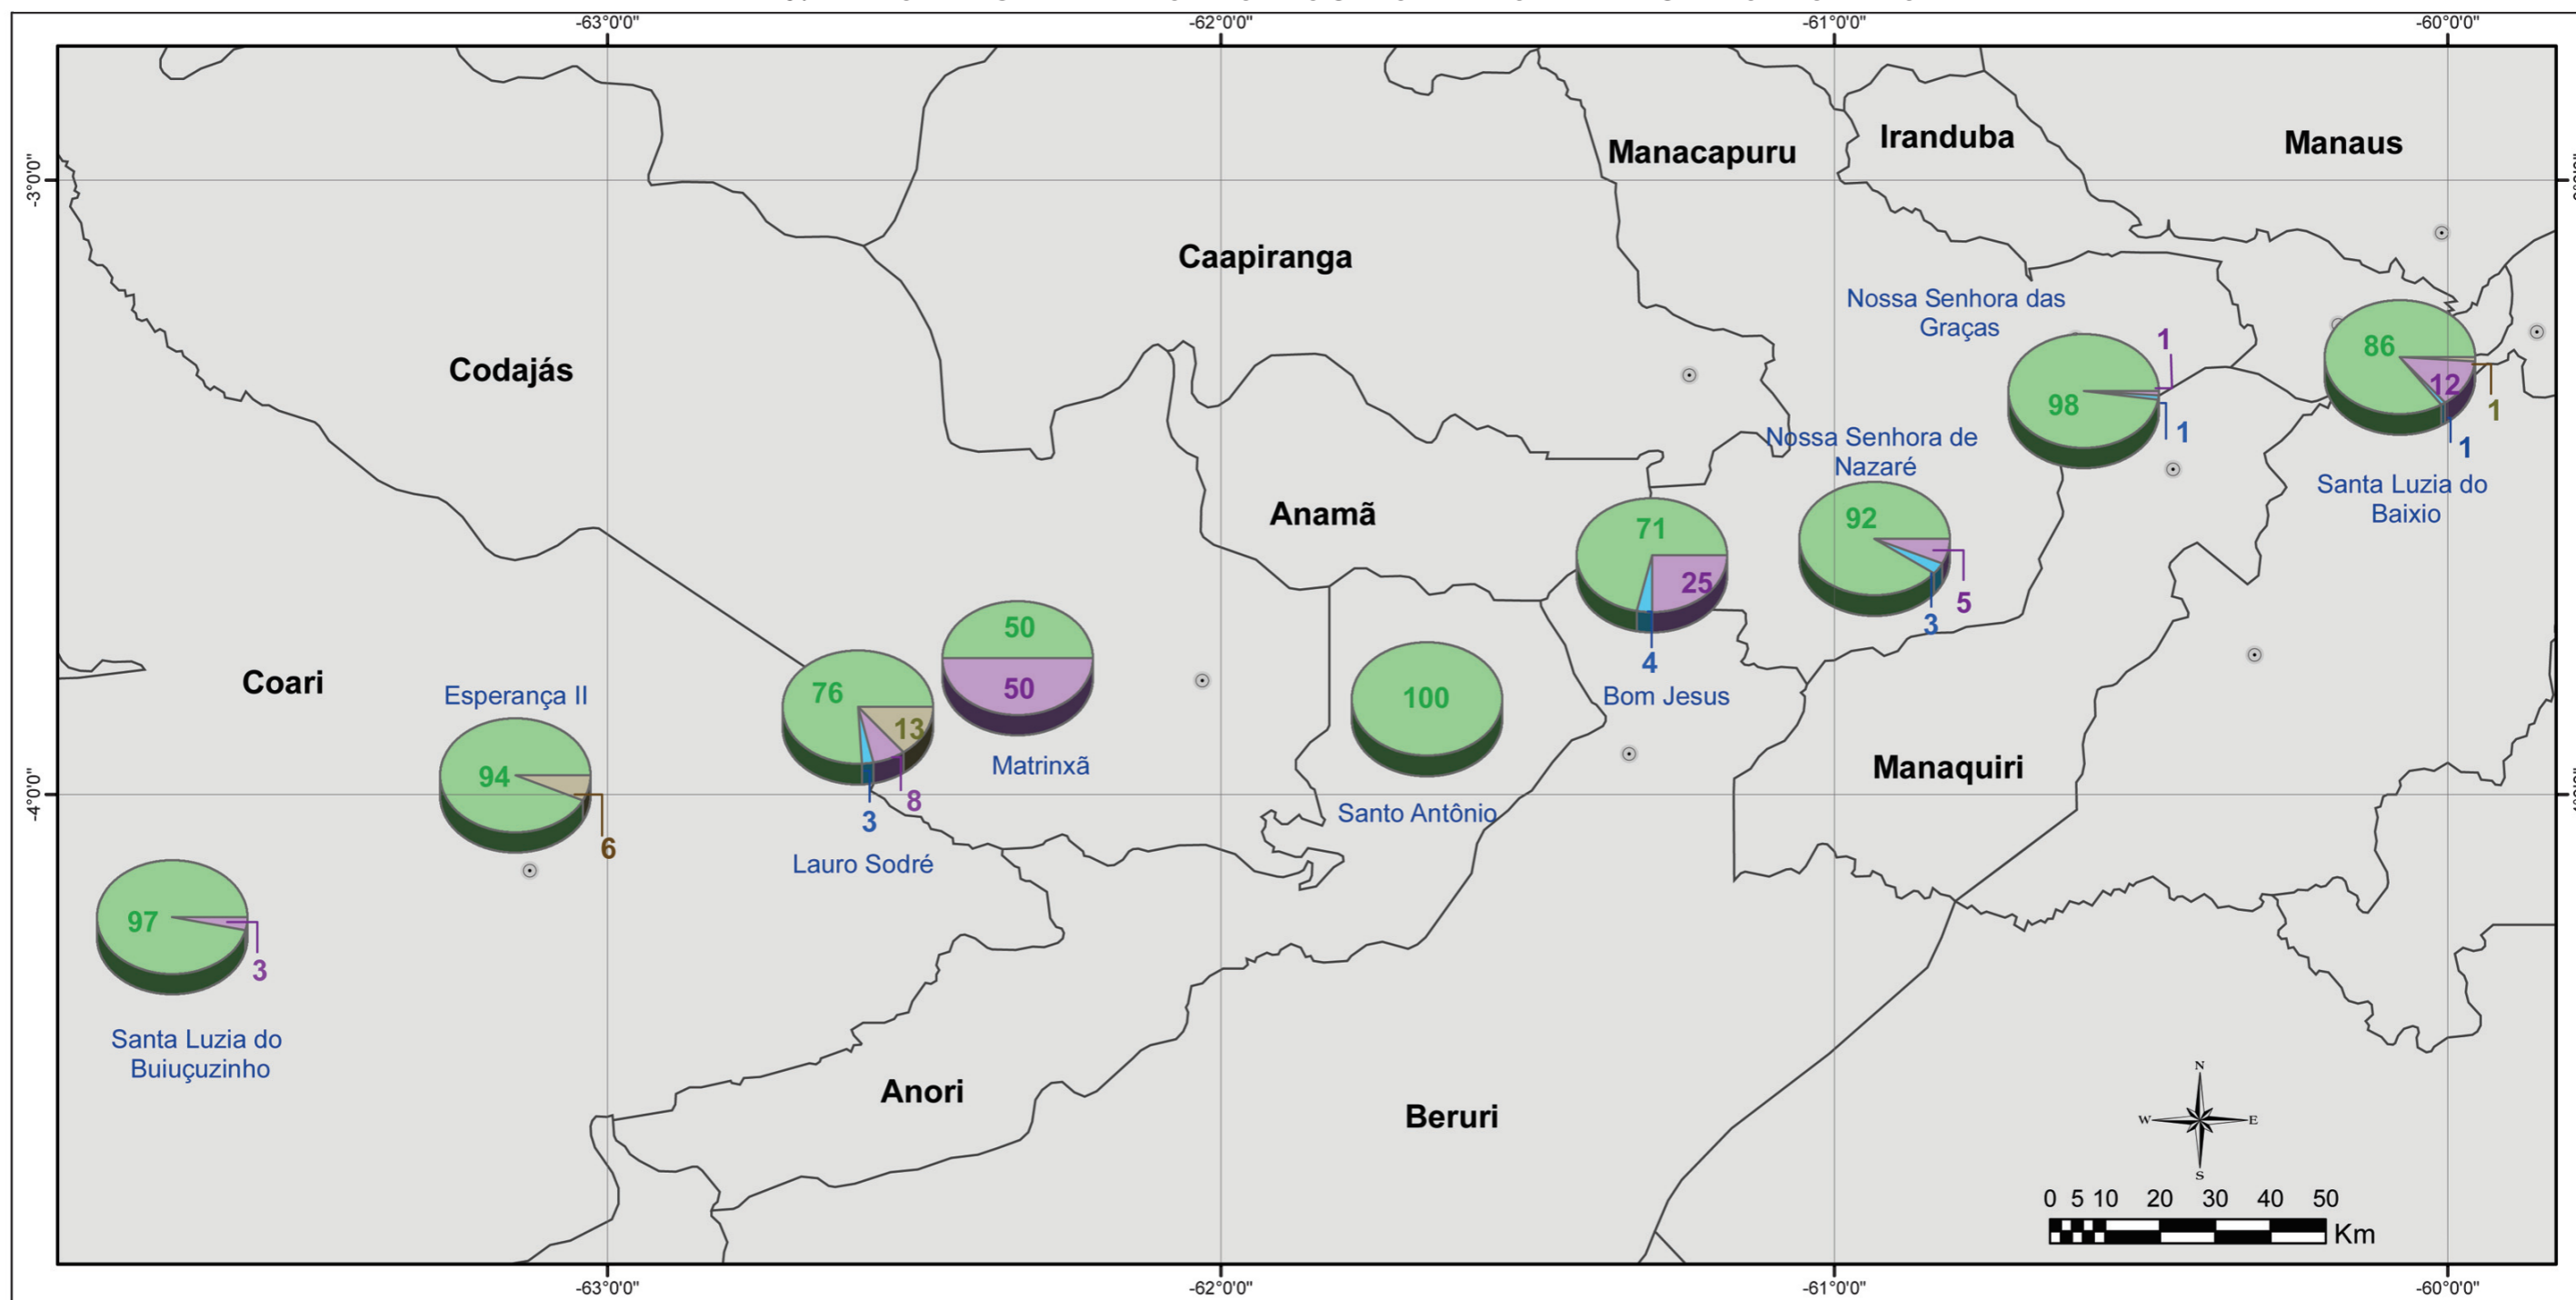 -63°0'0"
-62°0'0"
-61°0'0"
-60°0'0"
Iranduba
Manaus
Manacapuru
-3°0'0"
Caapiranga
Nossa Senhora das
Graças
1
86
Codajás
12
98
1
1
1
Nossa Senhora de
Nazaré
Santa Luzia do
Baixio
Anamã
71
92
25
5
3
50
4
Coari
Esperança II
76
50
100
Bom Jesus
13
Matrinxã
Manaquiri
94
-4°0'0"
8
3
Santo Antônio
6
Lauro Sodré
97
3
Santa Luzia do
Buiuçuzinho
Anori
Beruri
N
W
E
S
0 5 10 20 30 40 50
Km
-63°0'0"
-62°0'0"
-61°0'0"
-60°0'0"